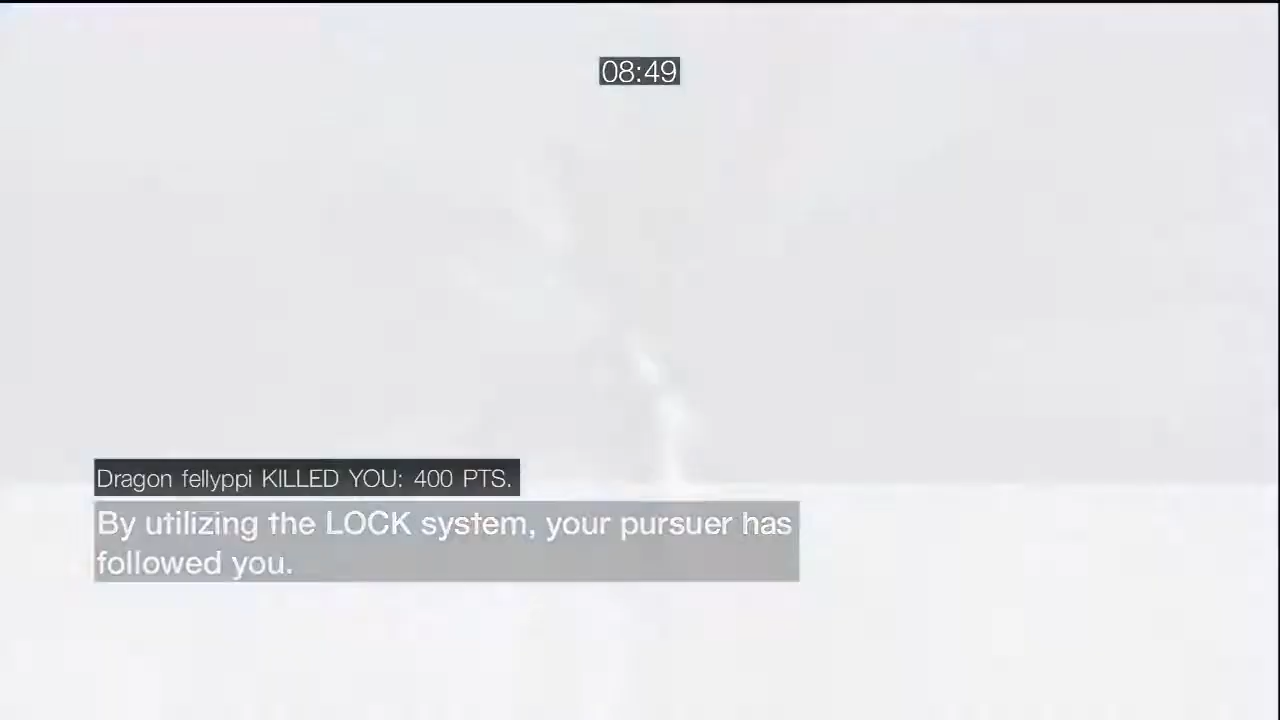 08:49
Dragon fellyppi KILLED YOU: 400 PTS.
By utilizing the LOCK system, your pursuer has
followed you.